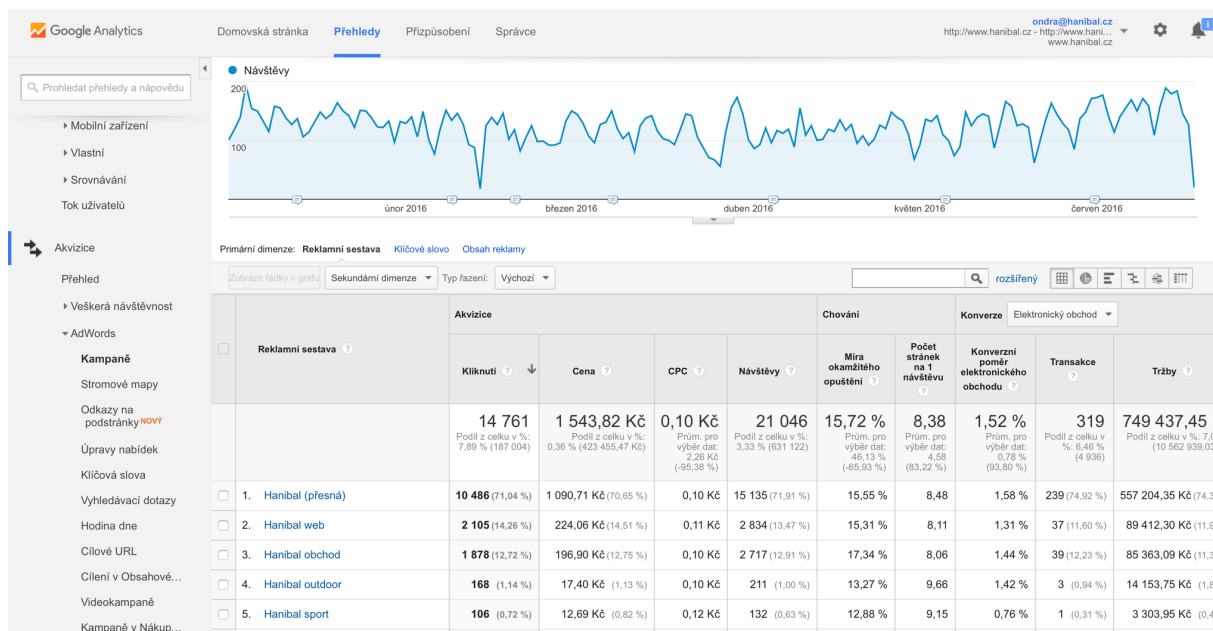 Google Analytics
Domovská stránka Přehledy Přizpůsobení Správce
ondra@hanibal.cz
http://www.hanibal.cz - http://www.hani...
www.hanibal.cz
Prohledat přehledy a nápovědu
Mobilní zařízení
Vlastní
Srovnávání
Tok uživatelů
Akvizice
Přehled
Veškerá návštěvnost
AdWords
Kampaně
Stromové mapy
Odkazy na
podstránky NOVÝ
Úpravy nabídek
Klíčová slova
Vyhledávací dotazy
Hodina dne
Cílové URL
Cílení v Obsahové...
Videokampaně
Kampaně v Nákup...
Návštěvy
200
100
únor 2016 březen 2016 duben 2016 květen 2016 červen 2016
Primární dimenze: Reklamní sestava Klíčové slovo Obsah reklamy
Zobrazit řádky v grafu Sekundární dimenze Typ řazení: Výchozí rozšířený
Akvizice Chování Konverze Elektronický obchod
Reklamní sestava Kliknutí Cena CPC Návštěvy Míra okamžitého opuštění Počet stránek na 1 návštěvu Konverzní poměr elektronického obchodu Transakce Tržby
14 761 1 543,82 Kč 0,10 Kč 21 046 15,72 % 8,38 1,52 % 319 749 437,45
Podíl z celku v %: 7,89 % (187 004) Podíl z celku v %: 0,36 % (423 455,47 Kč) Prům. pro výběr dat: 2,26 Kč (-95,38 %) Podíl z celku v %: 3,33 % (631 122) Prům. pro výběr dat: 46,13 % (-65,93 %) Prům. pro výběr dat: 4,58 (83,22 %) Prům. pro výběr dat: 0,78 % (93,80 %) Podíl z celku v %: 6,46 % (4 936) Podíl z celku v %: 7,0 (10 562 939,03
1. Hanibal (přesná) 10 486 (71,04 %) 1 090,71 Kč (70,65 %) 0,10 Kč 15 135 (71,91 %) 15,55 % 8,48 1,58 % 239 (74,92 %) 557 204,35 Kč (74,3
2. Hanibal web 2 105 (14,26 %) 224,06 Kč (14,51 %) 0,11 Kč 2 834 (13,47 %) 15,31 % 8,11 1,31 % 37 (11,60 %) 89 412,30 Kč (11,9
3. Hanibal obchod 1 878 (12,72 %) 196,90 Kč (12,75 %) 0,10 Kč 2 717 (12,91 %) 17,34 % 8,06 1,44 % 39 (12,23 %) 85 363,09 Kč (11,3
4. Hanibal outdoor 168 (1,14 %) 17,40 Kč (1,13 %) 0,10 Kč 211 (1,00 %) 13,27 % 9,66 1,42 % 3 (0,94 %) 14 153,75 Kč (1,8
5. Hanibal sport 106 (0,72 %) 12,69 Kč (0,82 %) 0,12 Kč 132 (0,63 %) 12,88 % 9,15 0,76 % 1 (0,31 %) 3 303,95 Kč (0,4